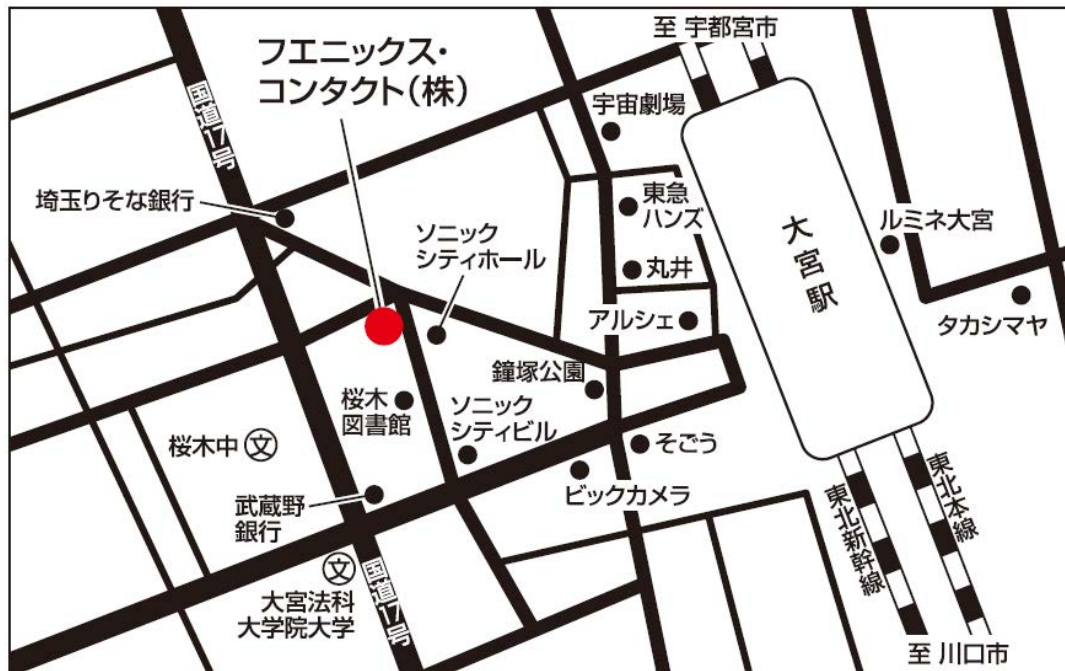 至 宇都宮市
フエニックス・
コンタクト(株)
国道17号
宇宙劇場
埼玉りそな銀行
東急
ハンズ
ソニック
シティホール
ルミネ大宮
大宮駅
丸井
アルシェ
タカシマヤ
鐘塚公園
桜木
図書館
ソニック
シティビル
桜木中
文
そごう
ビックカメラ
武蔵野
銀行
東北新幹線
東北本線
文
大宮法科
大学院大学
国道17号
至 川口市